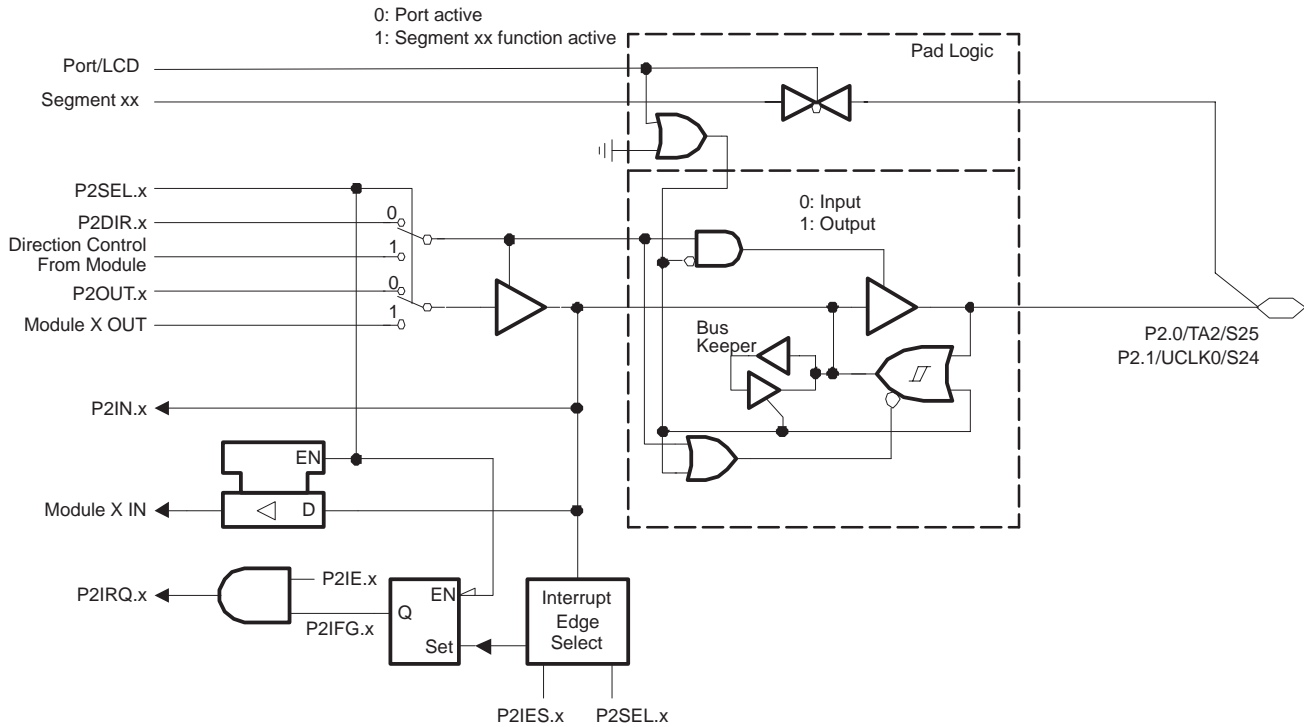 0: Port active
1: Segment xx function active
Pad Logic
Port/LCD
Segment xx
P2SEL.x
P2DIR.x
Direction Control
From Module
P2OUT.x
Module X OUT
0
1
0
1
0: Input
1: Output
Bus
Keeper
P2.0/TA2/S25
P2.1/UCLK0/S24
P2IN.x
EN
Module X IN
D
P2IRQ.x
P2IE.x
P2IFG.x
EN
Q
Set
Interrupt
Edge
Select
P2IES.x
P2SEL.x